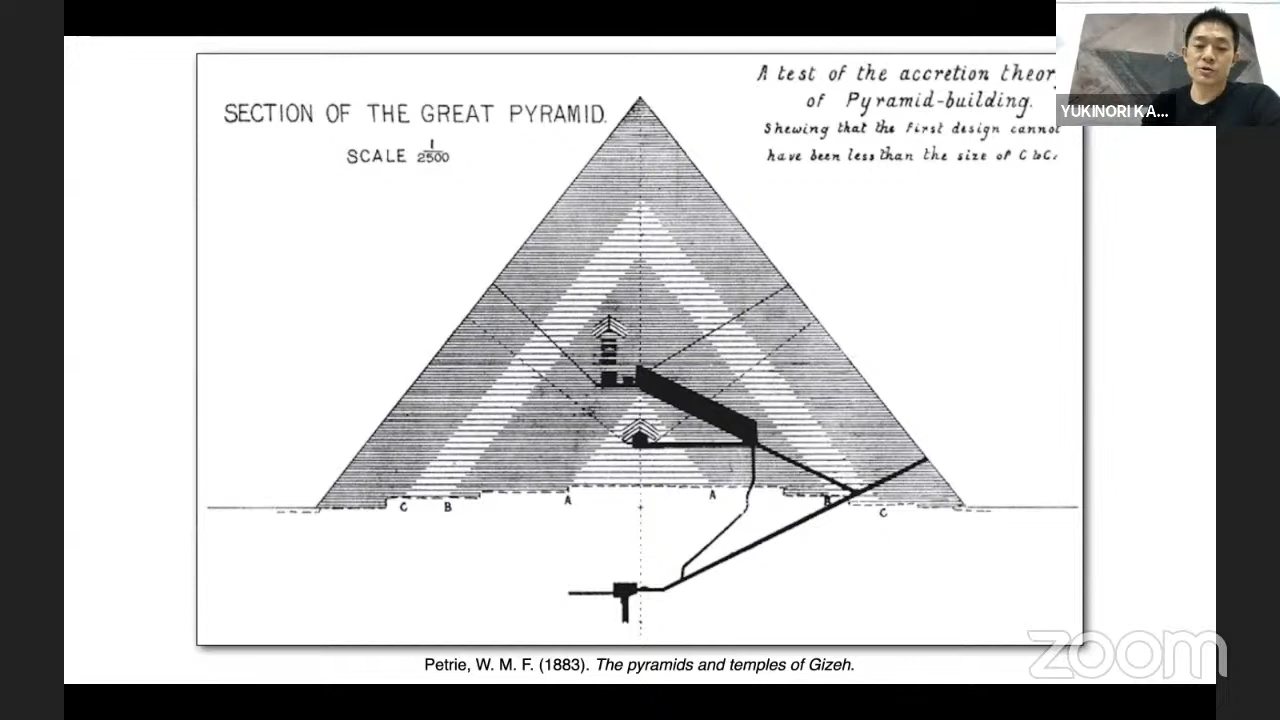 SECTION OF THE GREAT PYRAMID.
SCALE 1/2500
A test of the accretion theor
of Pyramid-building.
Shewing that the first design cannot
have been less than the size of C to C.
YUKINORI KA...
C B A A B C
Petrie, W. M. F. (1883). The pyramids and temples of Gizeh.
zoom